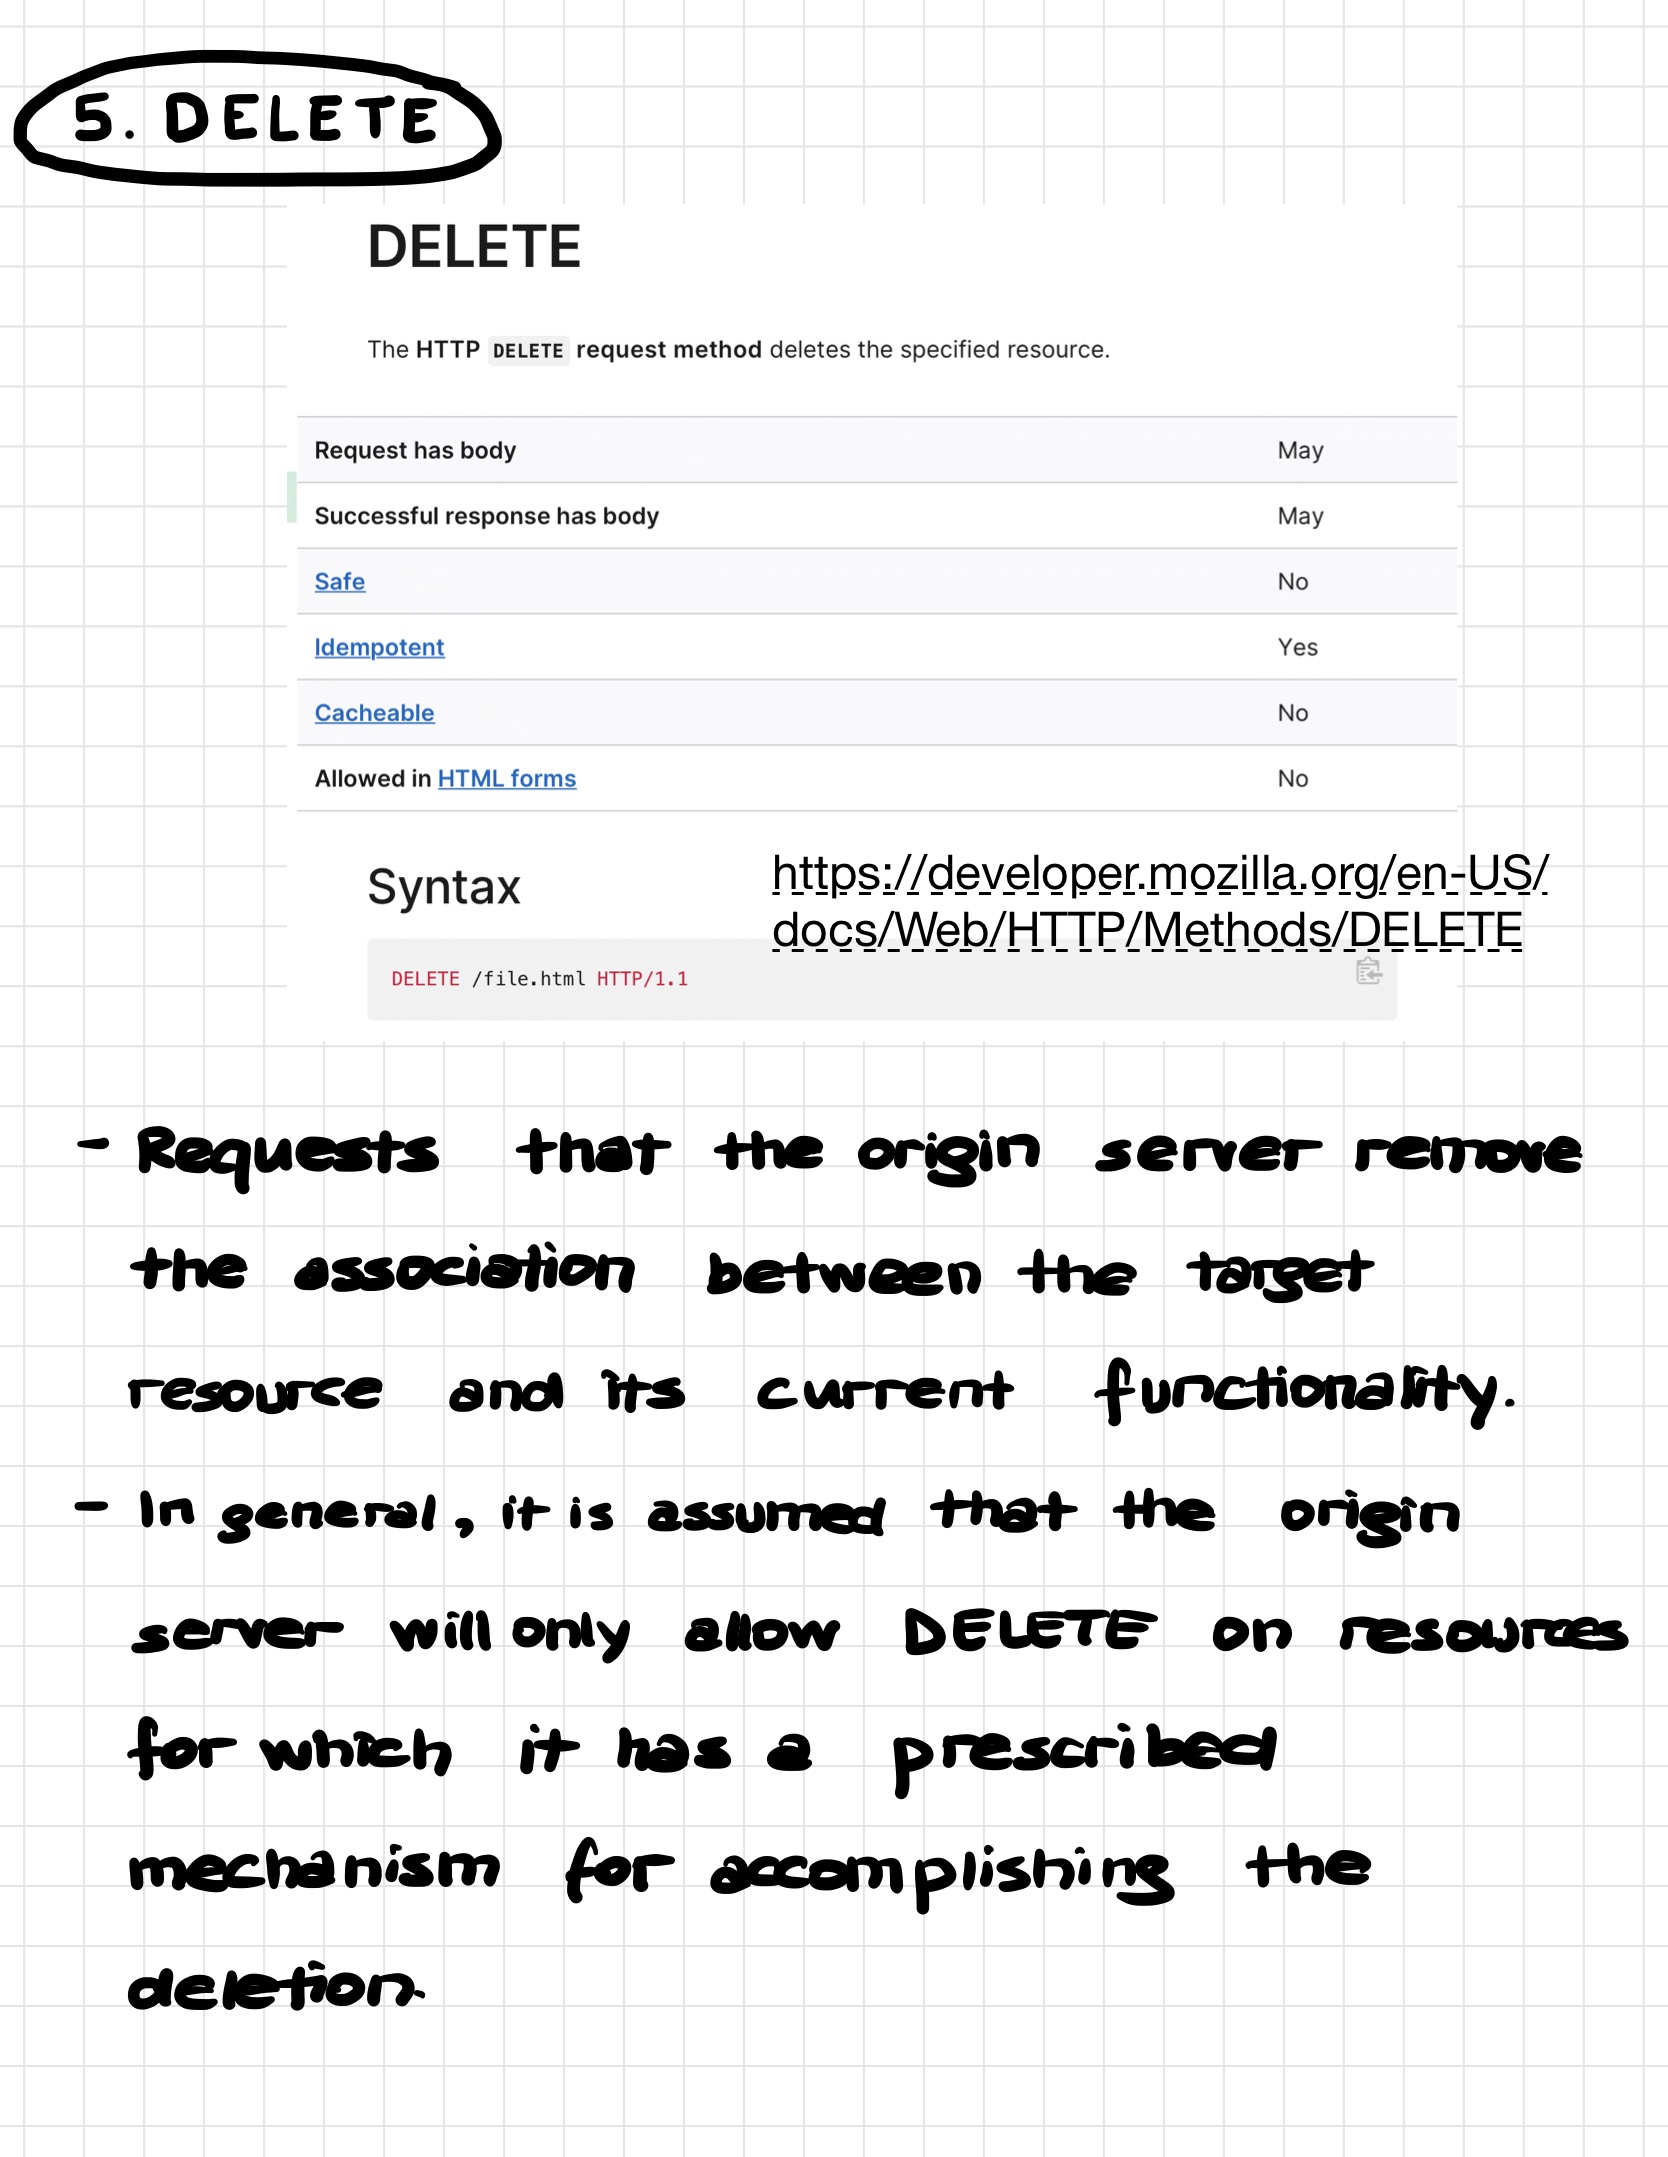 5. DELETE
DELETE
The HTTP DELETE request method deletes the specified resource.
Request has body May
Successful response has body May
Safe No
Idempotent Yes
Cacheable No
Allowed in HTML forms No
Syntax
https://developer.mozilla.org/en-US/
docs/Web/HTTP/Methods/DELETE
DELETE /file.html HTTP/1.1
- Requests that the origin server remove
the association between the target
resource and its current functionality.
- In general, it is assumed that the origin
server will only allow DELETE on resources
for which it has a prescribed
mechanism for accomplishing the
deletion.